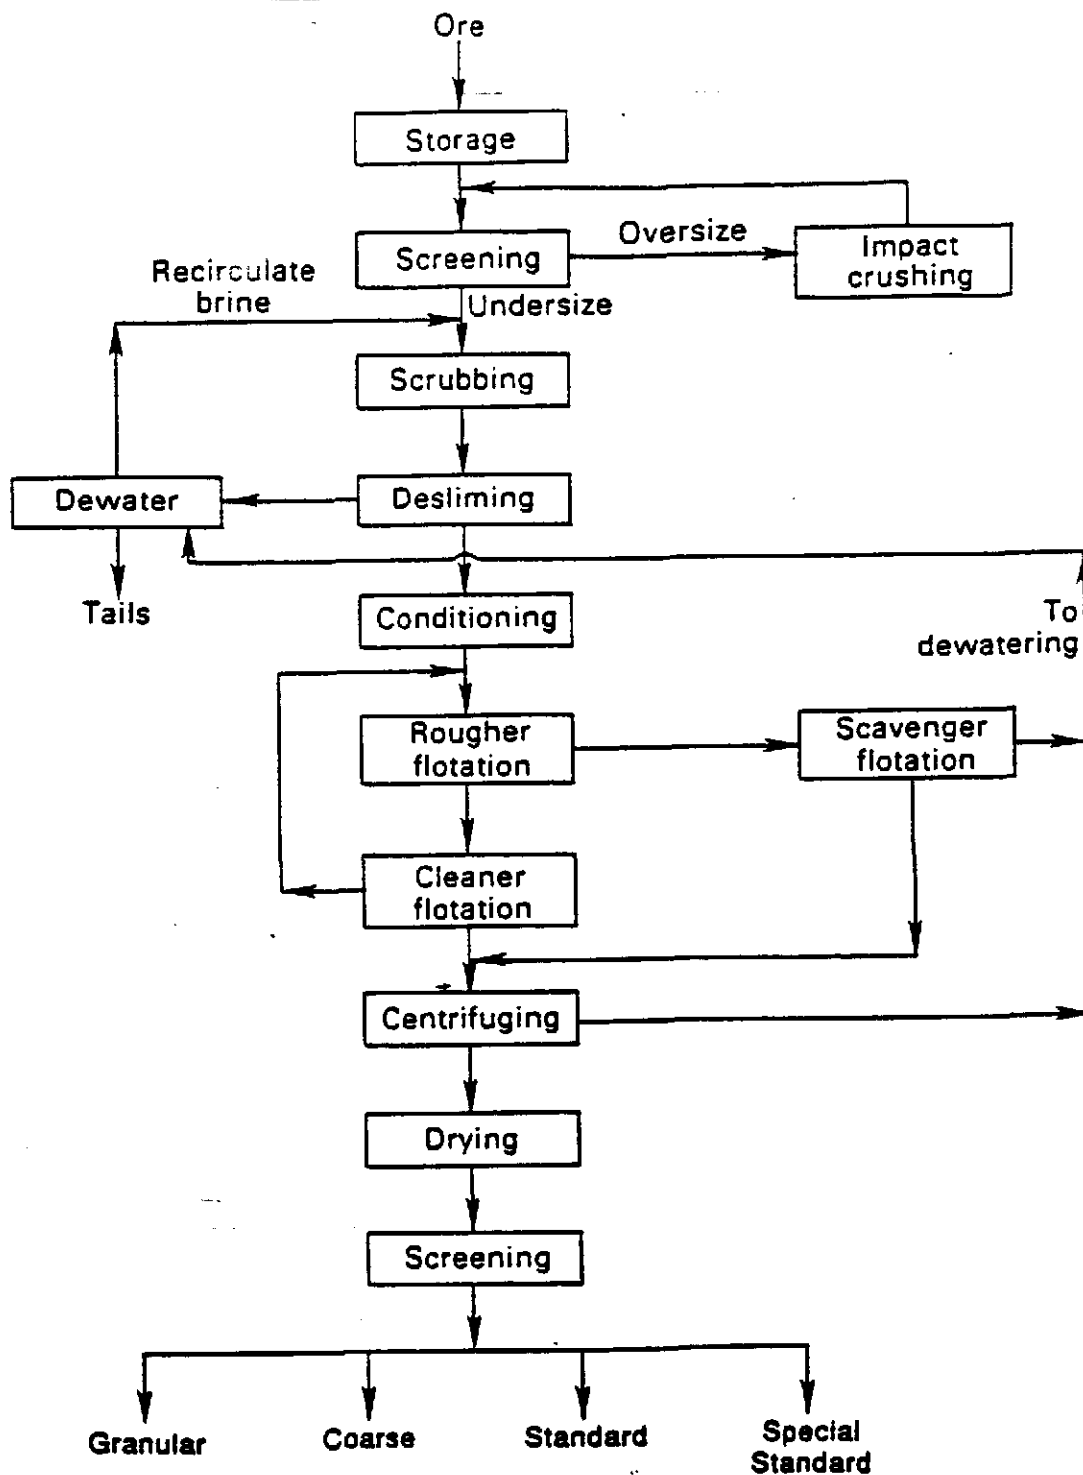 Ore
Storage
Screening
Oversize
Impact
crushing
Recirculate
brine
Undersize
Scrubbing
Dewater
Desliming
Tails
Conditioning
To
dewatering
Rougher
flotation
Scavenger
flotation
Cleaner
flotation
Centrifuging
Drying
Screening
Granular
Coarse
Standard
Special
Standard